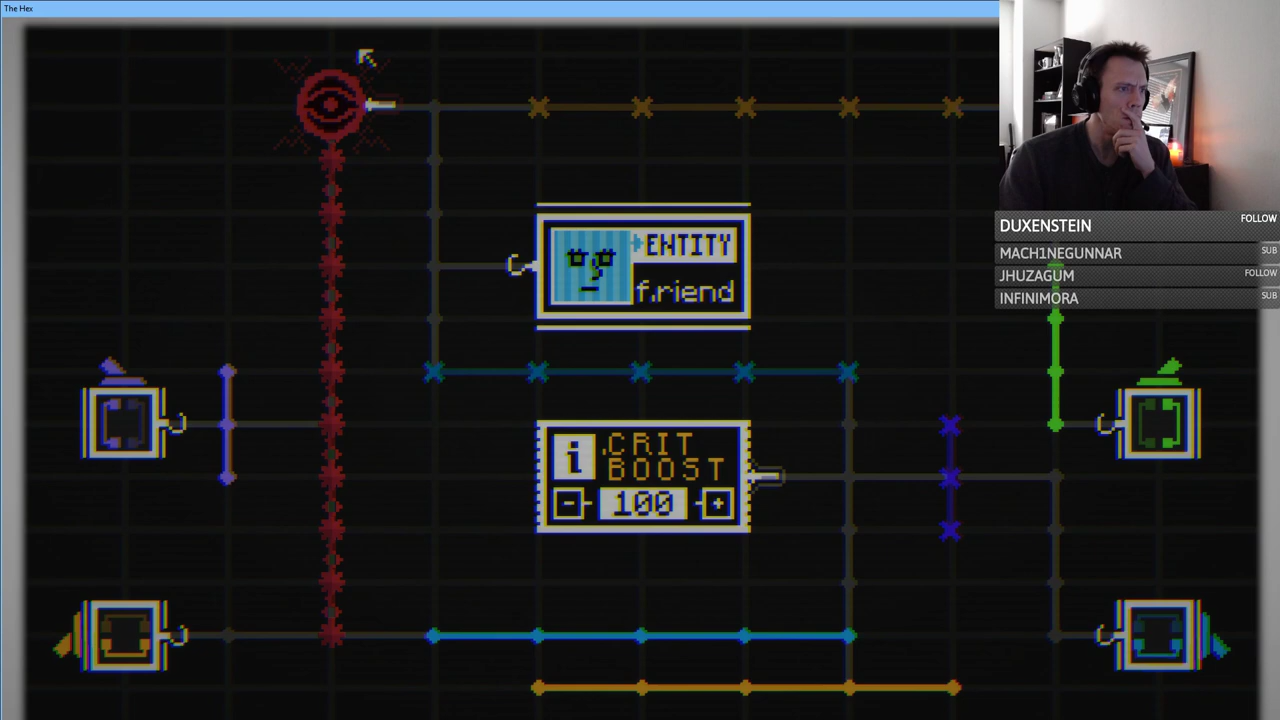 The Hex
ENTITY
f.riend
i
.CRIT
BOOST
- 100 +
DUXENSTEIN FOLLOW
MACH1NEGUNNAR SUB
JHUZAGUM FOLLOW
INFINIMORA SUB